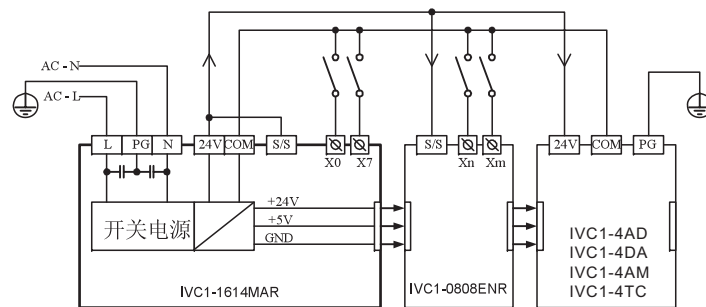 AC-N
AC-L
L PG N 24V COM S/S X0 X7
S/S Xn Xm
24V COM PG
+24V
+5V
GND
开关电源
IVC1-1614MAR
IVC1-0808ENR
IVC1-4AD
IVC1-4DA
IVC1-4AM
IVC1-4TC